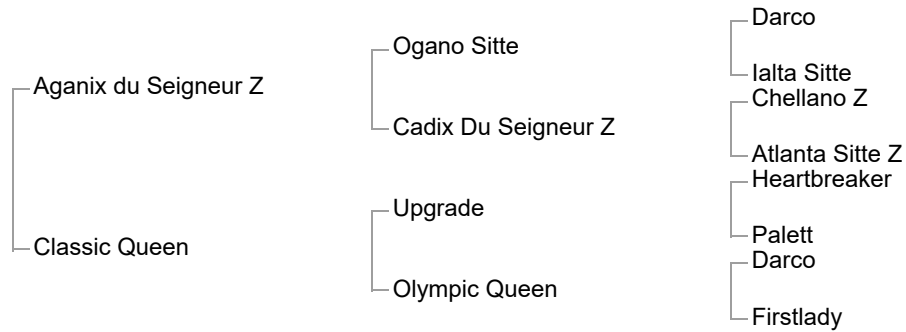 Darco
Ogano Sitte
Ialta Sitte
Aganix du Seigneur Z
Chellano Z
Cadix Du Seigneur Z
Atlanta Sitte Z
Heartbreaker
Upgrade
Palett
Classic Queen
Darco
Olympic Queen
Firstlady